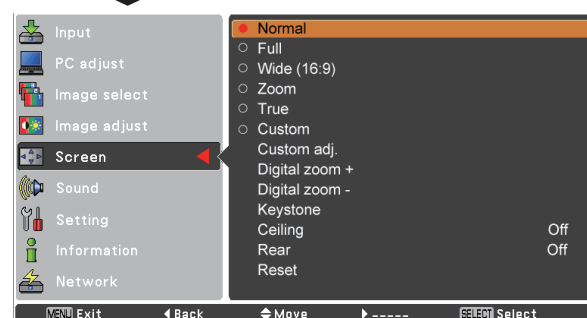 Input
PC adjust
Image select
Image adjust
Screen
Sound
Setting
Information
Network
Normal
Full
Wide (16:9)
Zoom
True
Custom
Custom adj.
Digital zoom +
Digital zoom -
Keystone
Ceiling Off
Rear Off
Reset
MENU Exit Back Move ----- SELECT Select